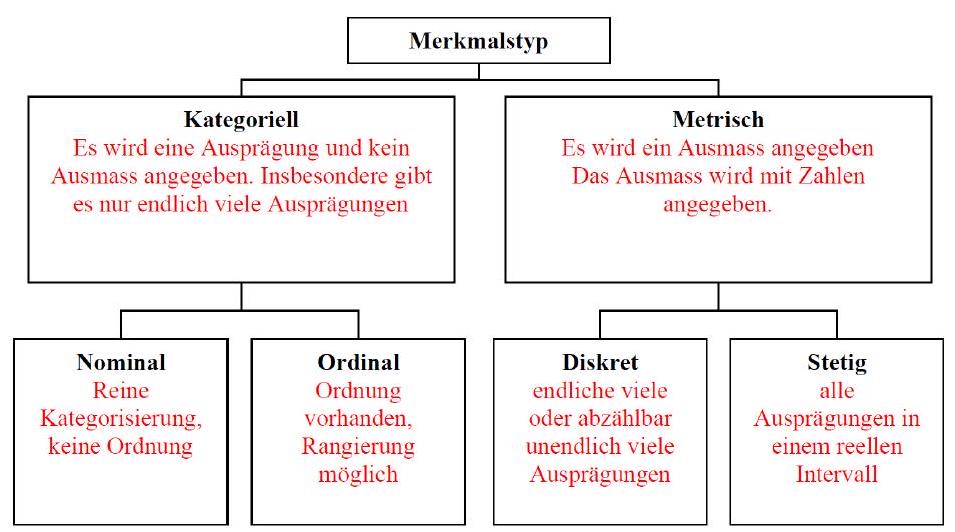 Merkmalstyp
Kategoriell
Es wird eine Ausprägung und kein
Ausmass angegeben. Insbesondere gibt
es nur endlich viele Ausprägungen
Metrisch
Es wird ein Ausmass angegeben
Das Ausmass wird mit Zahlen
angegeben.
Nominal
Reine
Kategorisierung,
keine Ordnung
Ordinal
Ordnung
vorhanden,
Rangierung
möglich
Diskret
endliche viele
oder abzählbar
unendlich viele
Ausprägungen
Stetig
alle
Ausprägungen in
einem reellen
Intervall